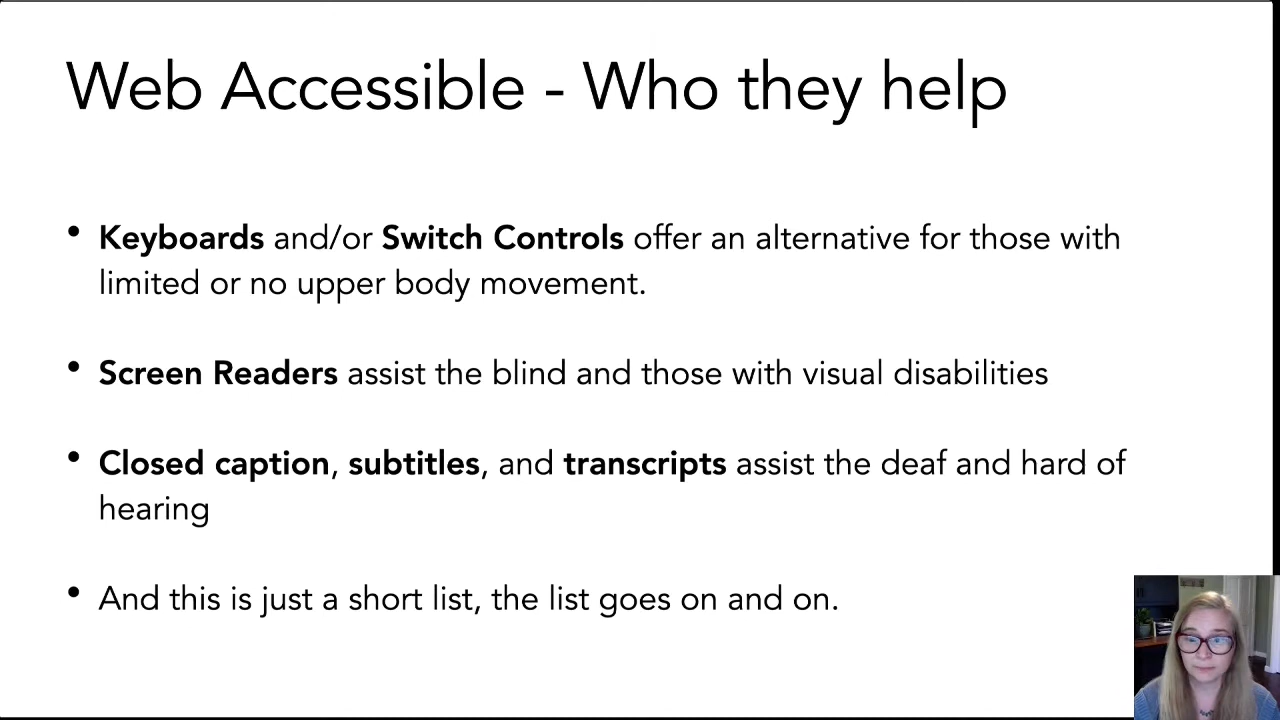 Web Accessible - Who they help
• Keyboards and/or Switch Controls offer an alternative for those with
limited or no upper body movement.
• Screen Readers assist the blind and those with visual disabilities
• Closed caption, subtitles, and transcripts assist the deaf and hard of
hearing
• And this is just a short list, the list goes on and on.